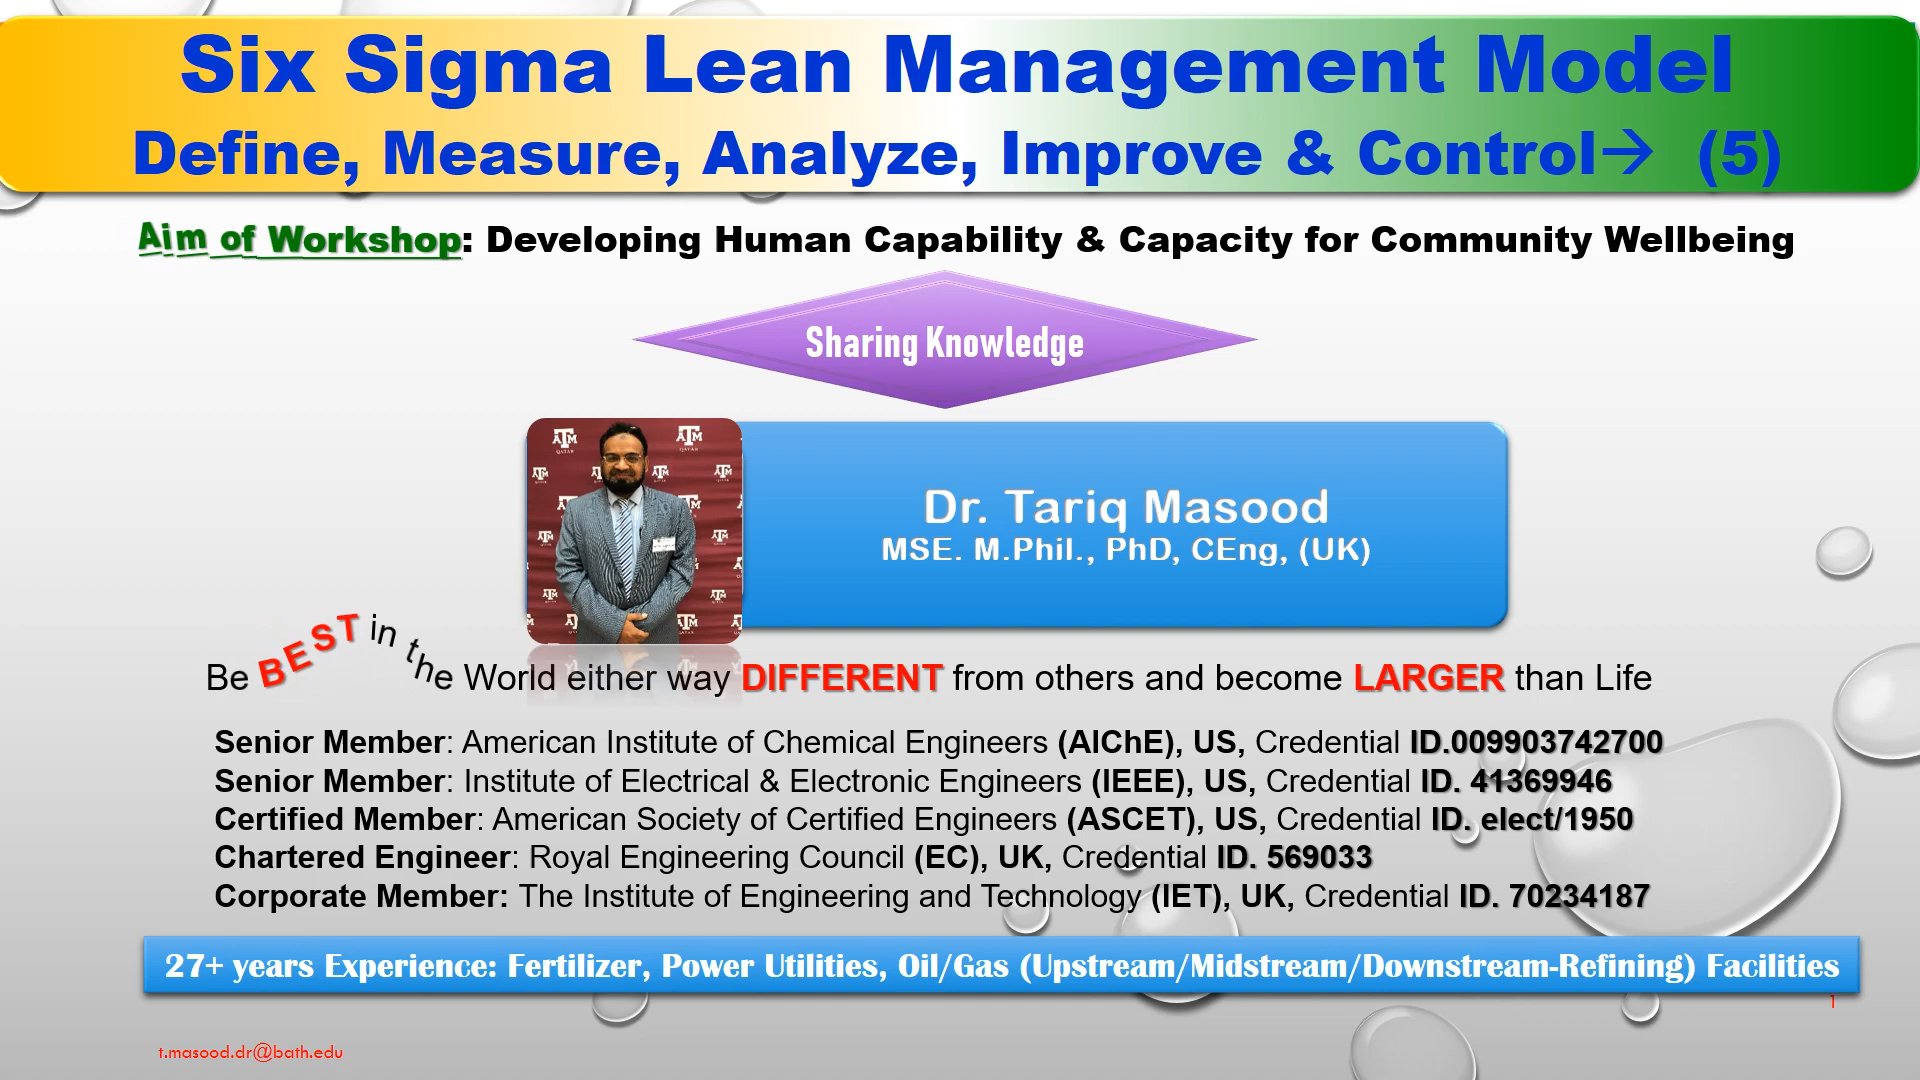 Six Sigma Lean Management Model
Define, Measure, Analyze, Improve & Control→ (5)
Aim of Workshop: Developing Human Capability & Capacity for Community Wellbeing
Sharing Knowledge
ATM
QATAR
Dr. Tariq Masood
MSE. M.Phil., PhD, CEng, (UK)
Be BEST in the World either way DIFFERENT from others and become LARGER than Life
Senior Member: American Institute of Chemical Engineers (AIChE), US, Credential ID.009903742700
Senior Member: Institute of Electrical & Electronic Engineers (IEEE), US, Credential ID. 41369946
Certified Member: American Society of Certified Engineers (ASCET), US, Credential ID. elect/1950
Chartered Engineer: Royal Engineering Council (EC), UK, Credential ID. 569033
Corporate Member: The Institute of Engineering and Technology (IET), UK, Credential ID. 70234187
27+ years Experience: Fertilizer, Power Utilities, Oil/Gas (Upstream/Midstream/Downstream-Refining) Facilities
1
t.masood.dr@bath.edu